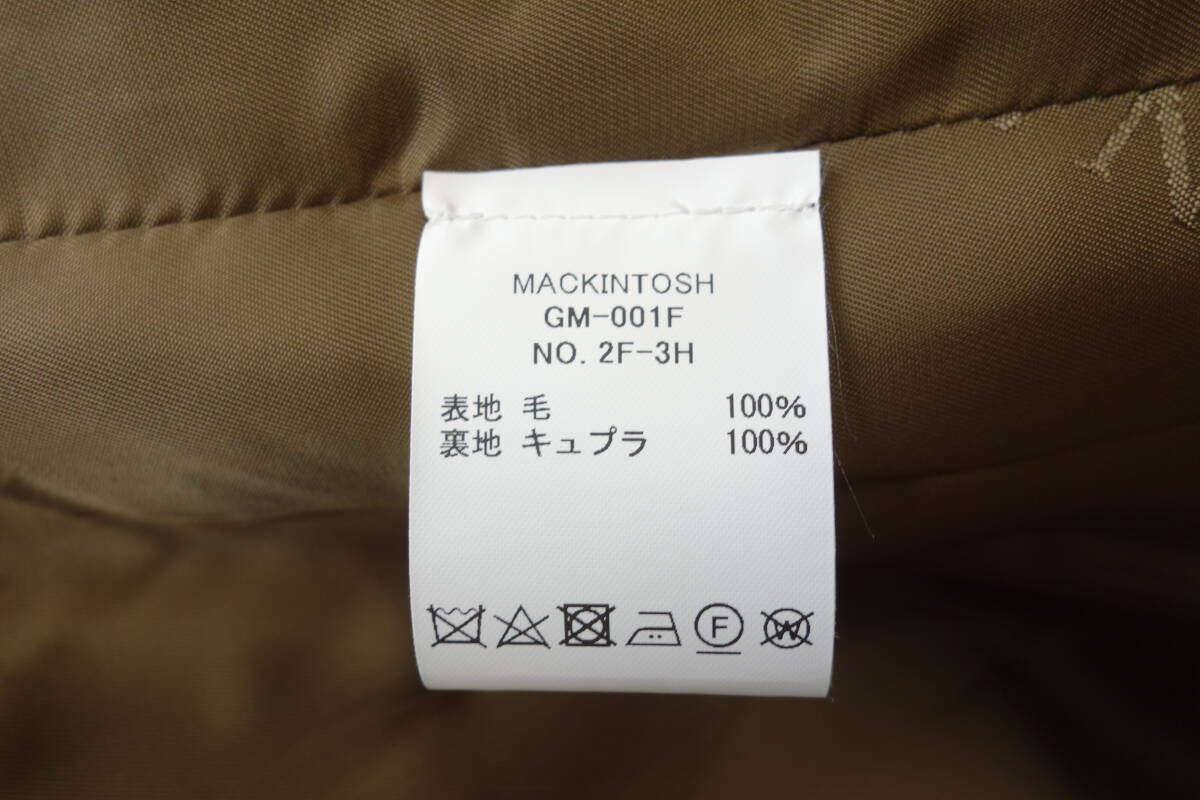 MACKINTOSH
GM-001F
NO. 2F-3H
表地 毛 100%
裏地 キュプラ 100%
F W